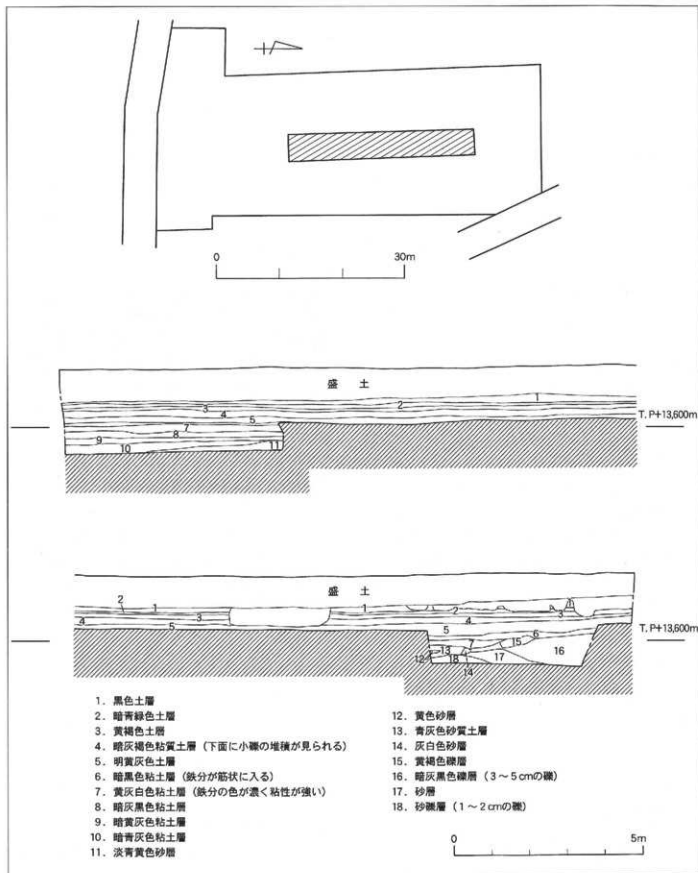 0 30m
盛土
1
2
3
4
5
T. P+13,600m
7
8
9
10
11
盛土
2
1
1
2
3
3
4
4
T. P+13,600m
5
5
6
7
15
16
13
12
18
17
14
1. 黒色土層
2. 暗青緑色土層
3. 黄褐色土層
4. 暗灰褐色粘質土層（下面に小礫の堆積が見られる）
5. 明黄灰色土層
6. 暗黒色粘土層（鉄分が筋状に入る）
7. 黄灰白色粘土層（鉄分の色が濃く粘性が強い）
8. 暗灰黒色粘土層
9. 暗黄灰色粘土層
10. 暗青灰色粘土層
11. 淡青黄色砂層
12. 黄色砂層
13. 青灰色砂質土層
14. 灰白色砂層
15. 黄褐色礫層
16. 暗灰黒色礫層（3～5cmの礫）
17. 砂層
18. 砂礫層（1～2cmの礫）
0 5m